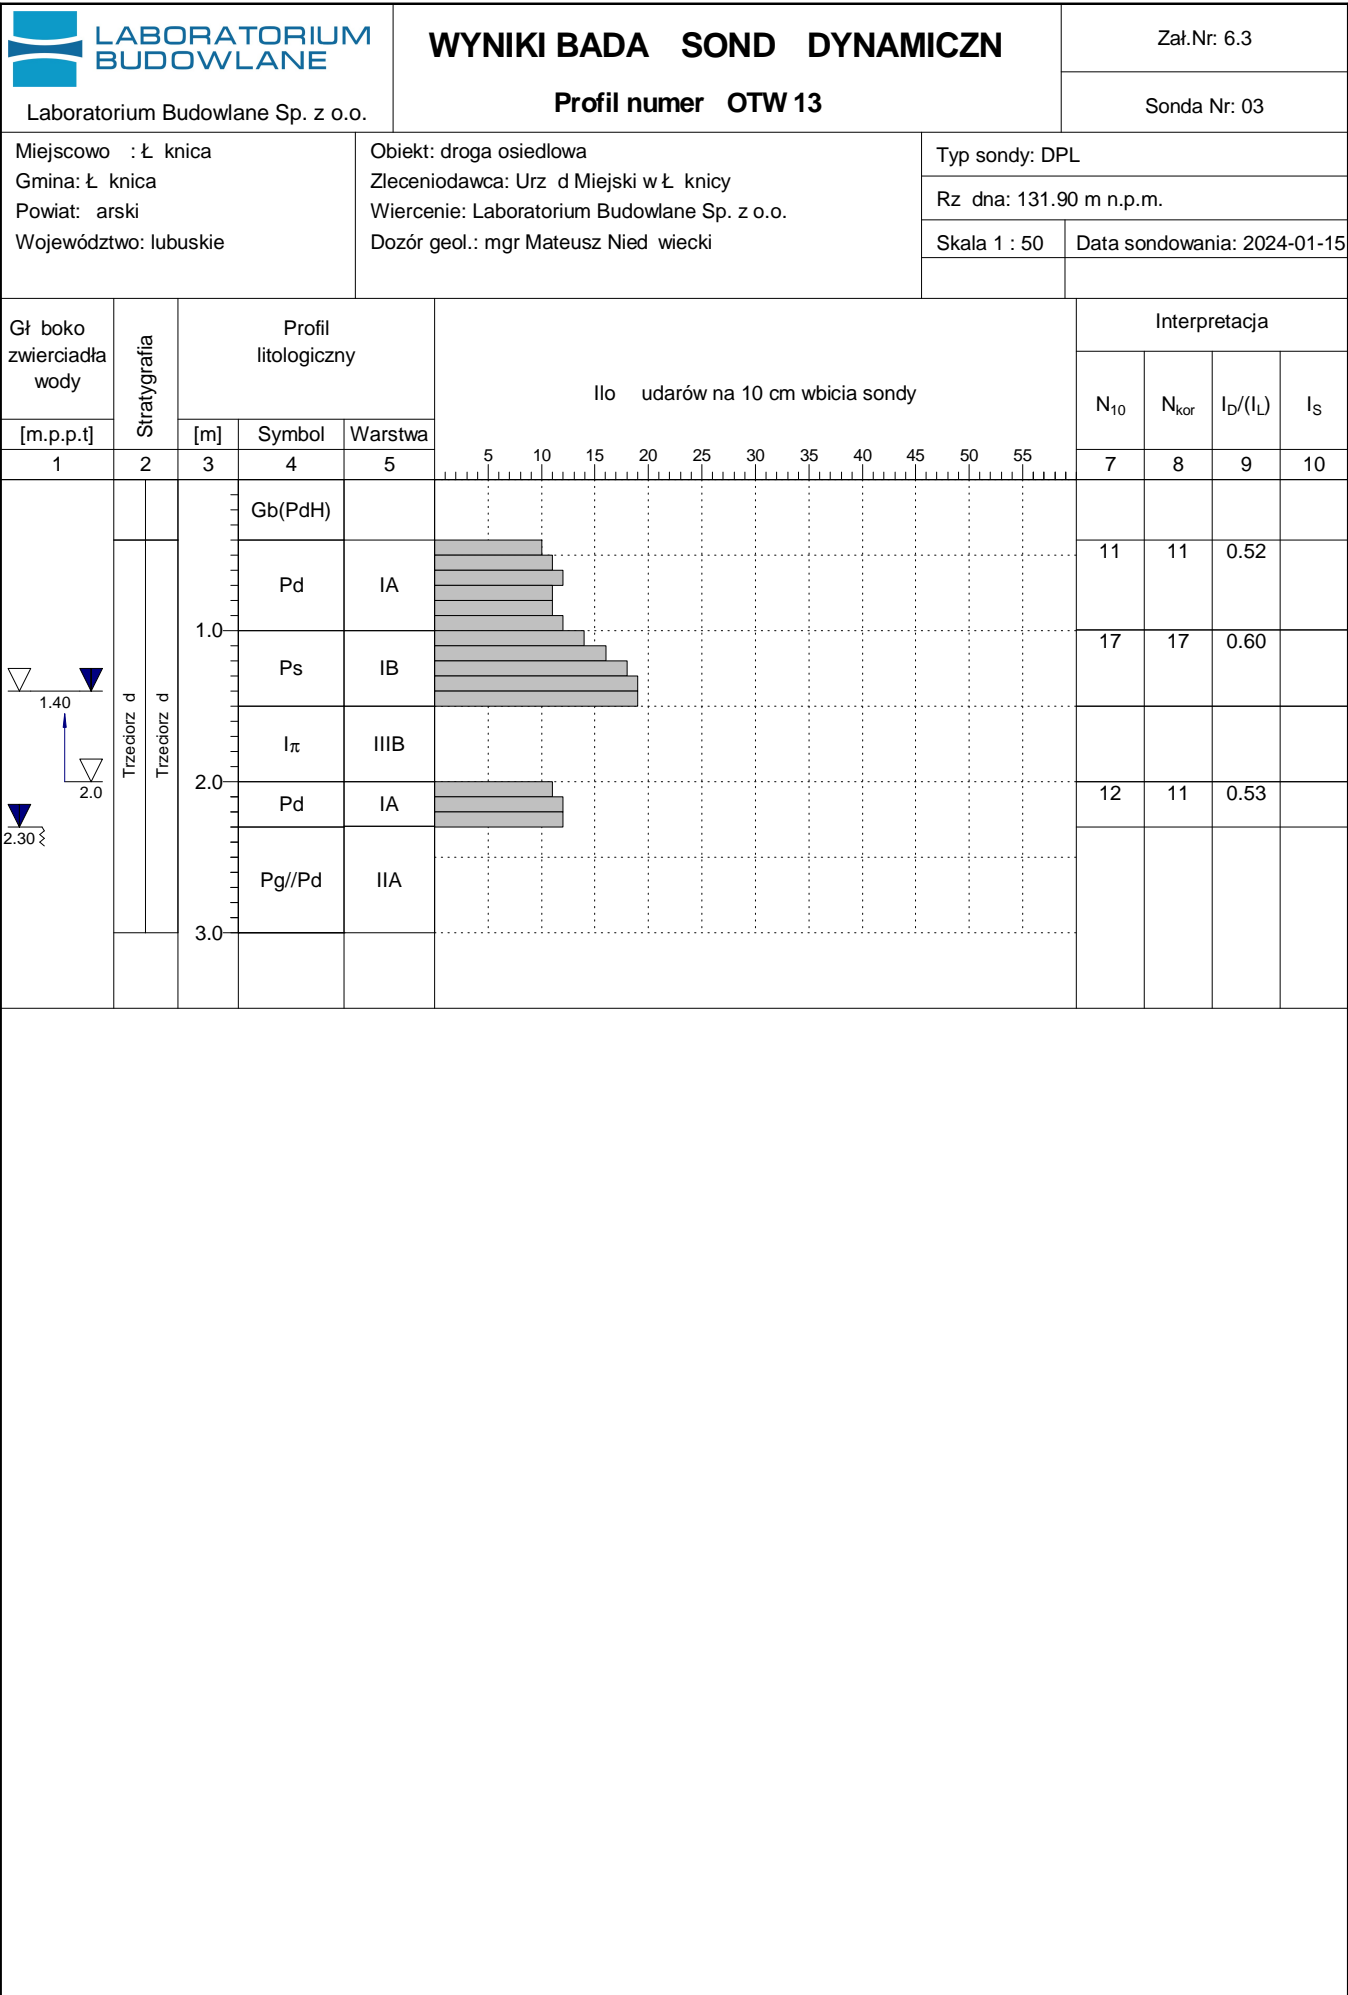 LABORATORIUM
BUDOWLANE
Laboratorium Budowlane Sp. z o.o.
WYNIKI BADA SOND DYNAMICZN
Profil numer OTW 13
Zał.Nr: 6.3
Sonda Nr: 03
Miejscowo : Ł knica
Gmina: Ł knica
Powiat: arski
Województwo: lubuskie
Obiekt: droga osiedlowa
Zleceniodawca: Urz d Miejski w Ł knicy
Wiercenie: Laboratorium Budowlane Sp. z o.o.
Dozór geol.: mgr Mateusz Nied wiecki
Typ sondy: DPL
Rz dna: 131.90 m n.p.m.
Skala 1 : 50 Data sondowania: 2024-01-15
Gł boko
zwierciadła
wody
[m.p.p.t]
Stratygrafia
Profil
litologiczny
[m] Symbol Warstwa
Ilo udarów na 10 cm wbicia sondy
Interpretacja
N10 Nkor ID/(IL) IS
5 10 15 20 25 30 35 40 45 50 55
1 2 3 4 5 7 8 9 10
Gb(PdH)
Pd IA 11 11 0.52
1.0
Ps IB 17 17 0.60
1.40
Trzeciorz d
Trzeciorz d
Iπ IIIB
2.0
2.0
Pd IA 12 11 0.53
2.30
Pg//Pd IIA
3.0